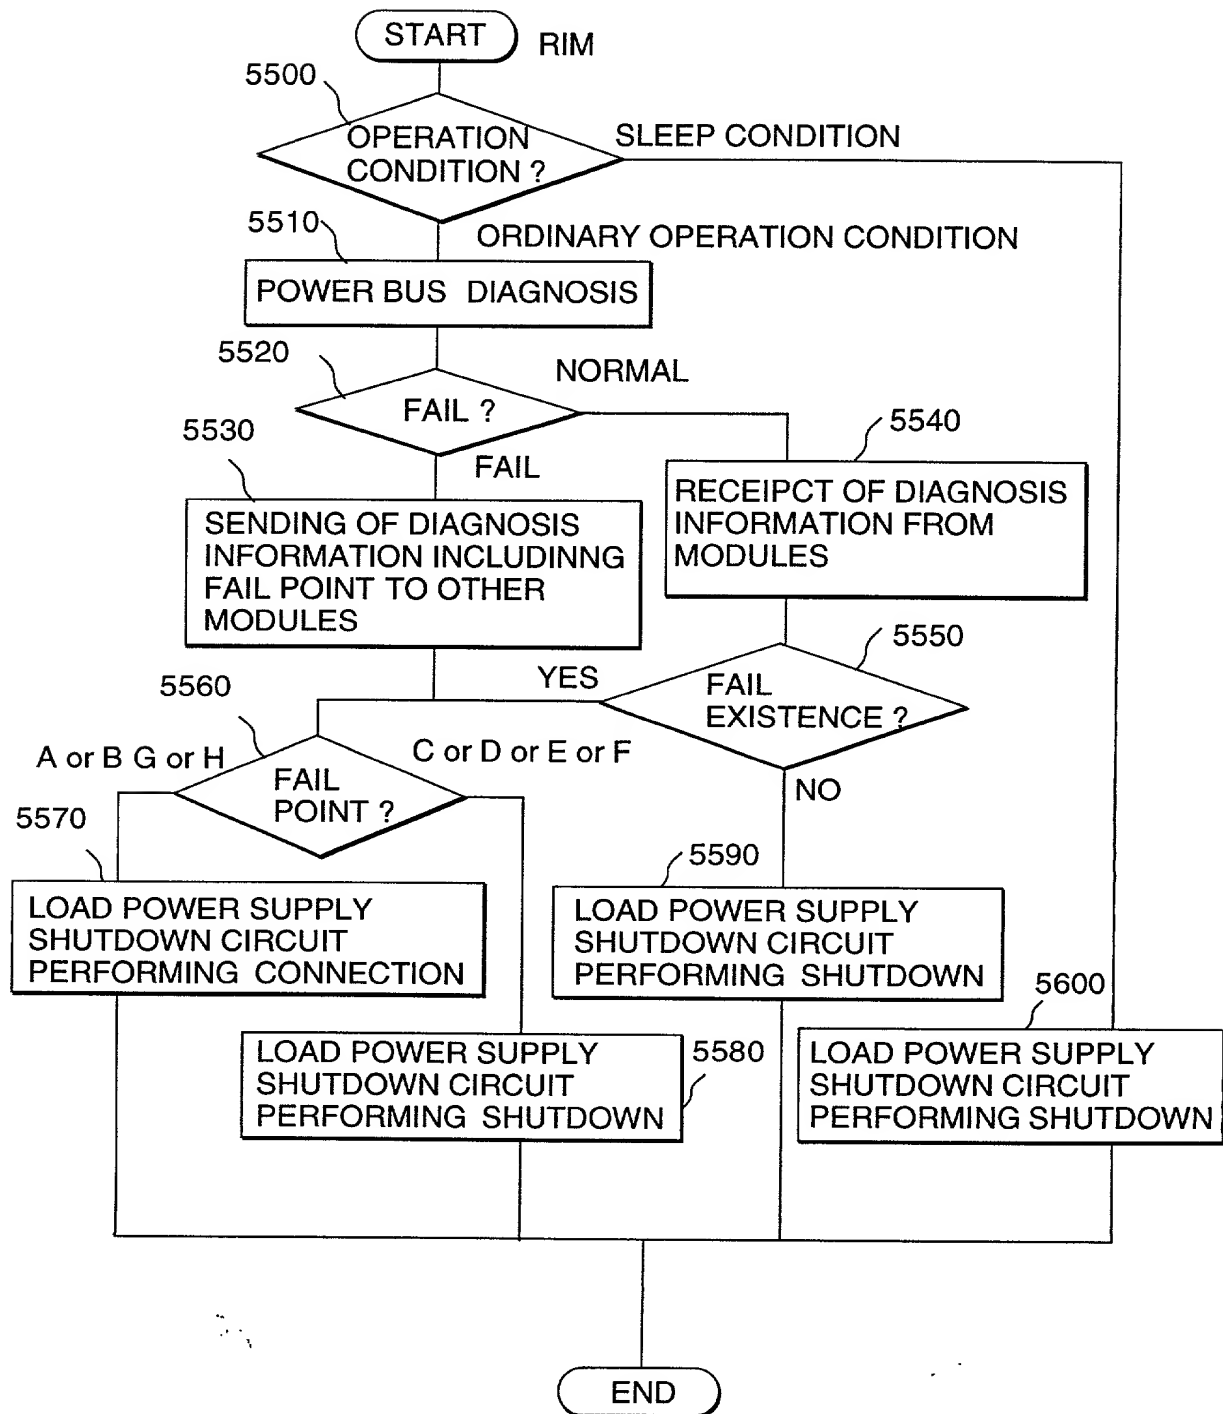 START
RIM
5500
OPERATION
CONDITION ?
SLEEP CONDITION
5510
ORDINARY OPERATION CONDITION
POWER BUS DIAGNOSIS
5520
NORMAL
FAIL ?
5530
FAIL
5540
SENDING OF DIAGNOSIS
INFORMATION INCLUDINNG
FAIL POINT TO OTHER
MODULES
RECEIPCT OF DIAGNOSIS
INFORMATION FROM
MODULES
5550
YES
FAIL
EXISTENCE ?
5560
A or B G or H
C or D or E or F
FAIL
POINT ?
NO
5570
LOAD POWER SUPPLY
SHUTDOWN CIRCUIT
PERFORMING CONNECTION
5590
LOAD POWER SUPPLY
SHUTDOWN CIRCUIT
PERFORMING SHUTDOWN
5580
LOAD POWER SUPPLY
SHUTDOWN CIRCUIT
PERFORMING SHUTDOWN
5600
LOAD POWER SUPPLY
SHUTDOWN CIRCUIT
PERFORMING SHUTDOWN
END